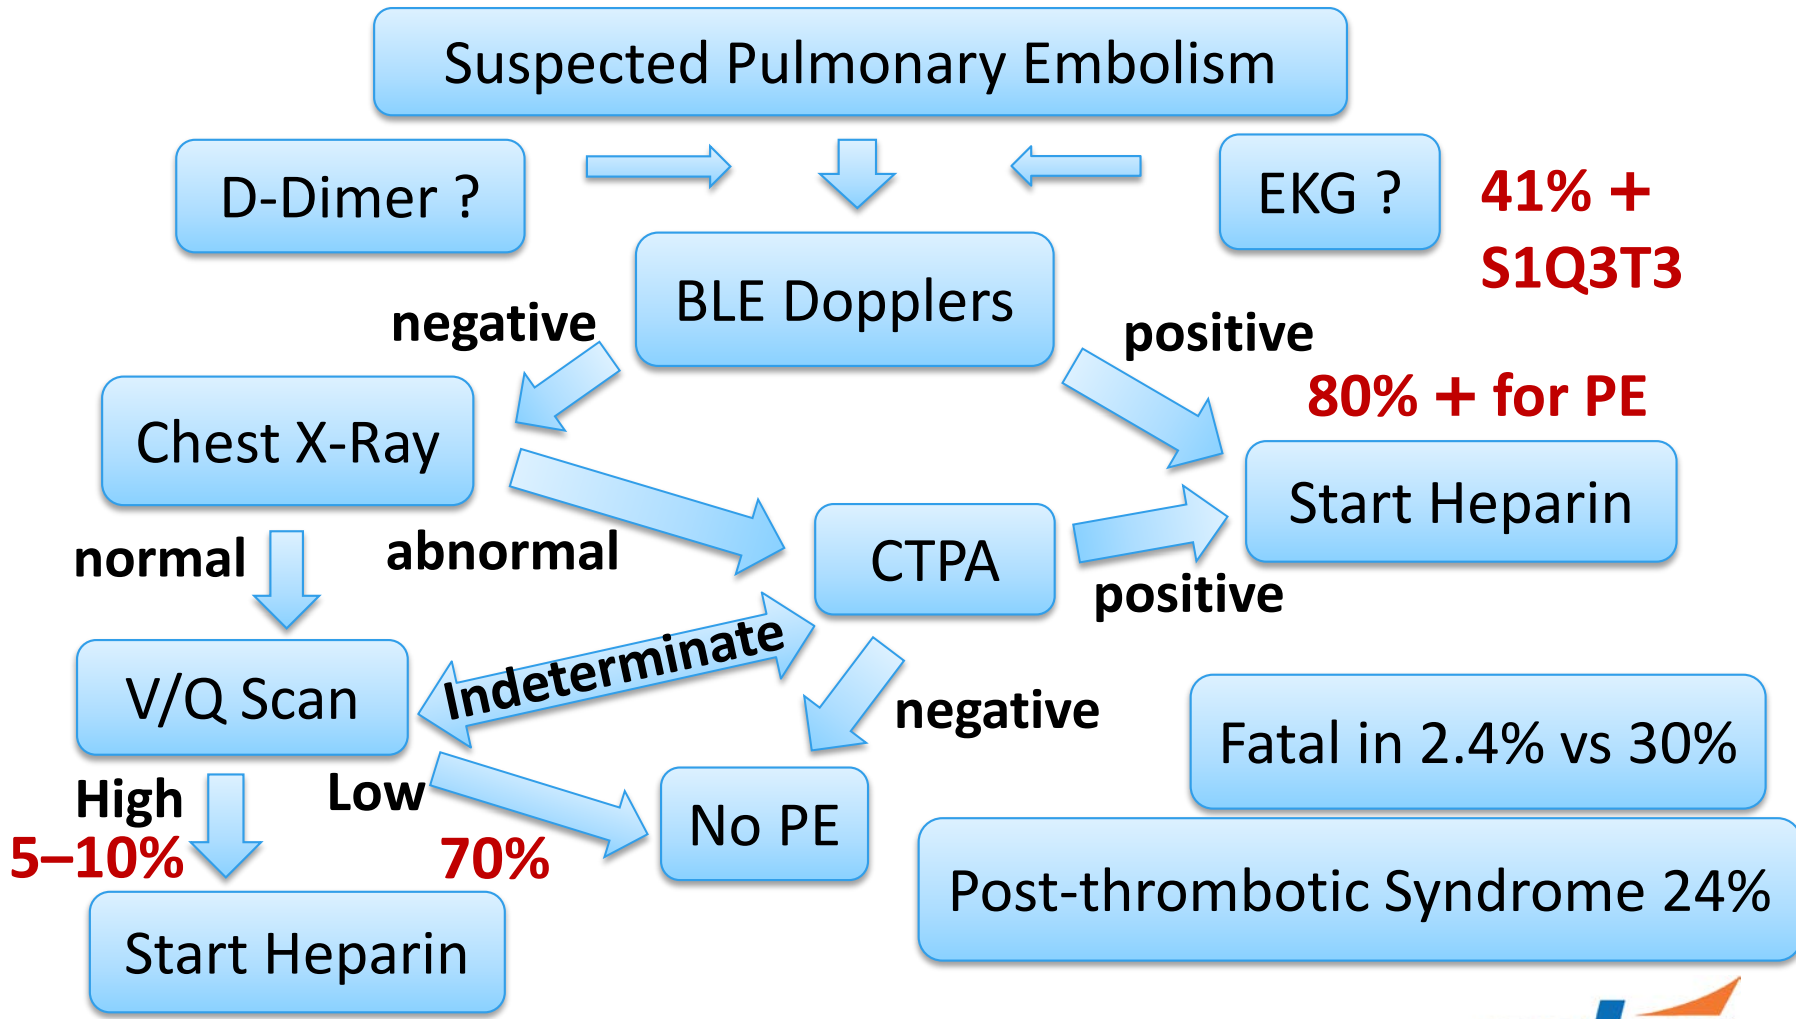 Suspected Pulmonary Embolism
D-Dimer ?
EKG ?
41% +
S1Q3T3
BLE Dopplers
negative
positive
80% + for PE
Chest X-Ray
Start Heparin
normal
abnormal
CTPA
positive
Indeterminate
V/Q Scan
negative
Fatal in 2.4% vs 30%
High
Low
5–10%
70%
No PE
Post-thrombotic Syndrome 24%
Start Heparin